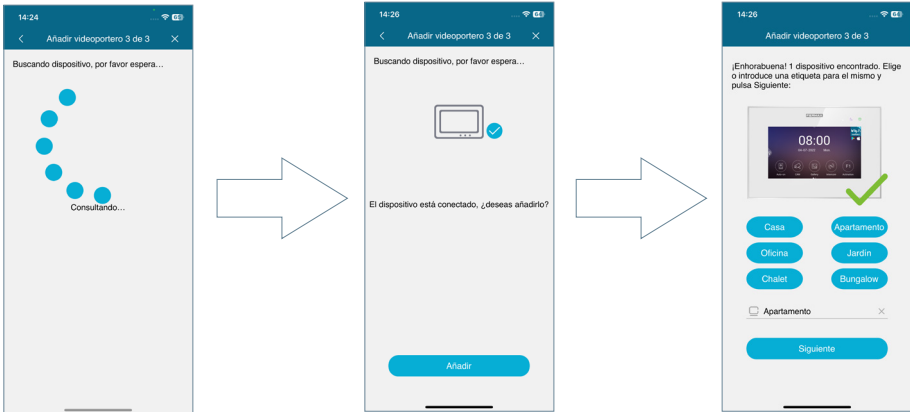 14:24
Añadir videoportero 3 de 3
Buscando dispositivo, por favor espera...
Consultando...
14:26
Añadir videoportero 3 de 3
Buscando dispositivo, por favor espera...
El dispositivo está conectado, ¿deseas añadirlo?
Añadir
14:26
Añadir videoportero 3 de 3
¡Enhorabuena! 1 dispositivo encontrado. Elige
o introduce una etiqueta para el mismo y
pulsa Siguiente:
08:00
Casa
Apartamento
Oficina
Jardín
Chalet
Bungalow
Apartamento
Siguiente